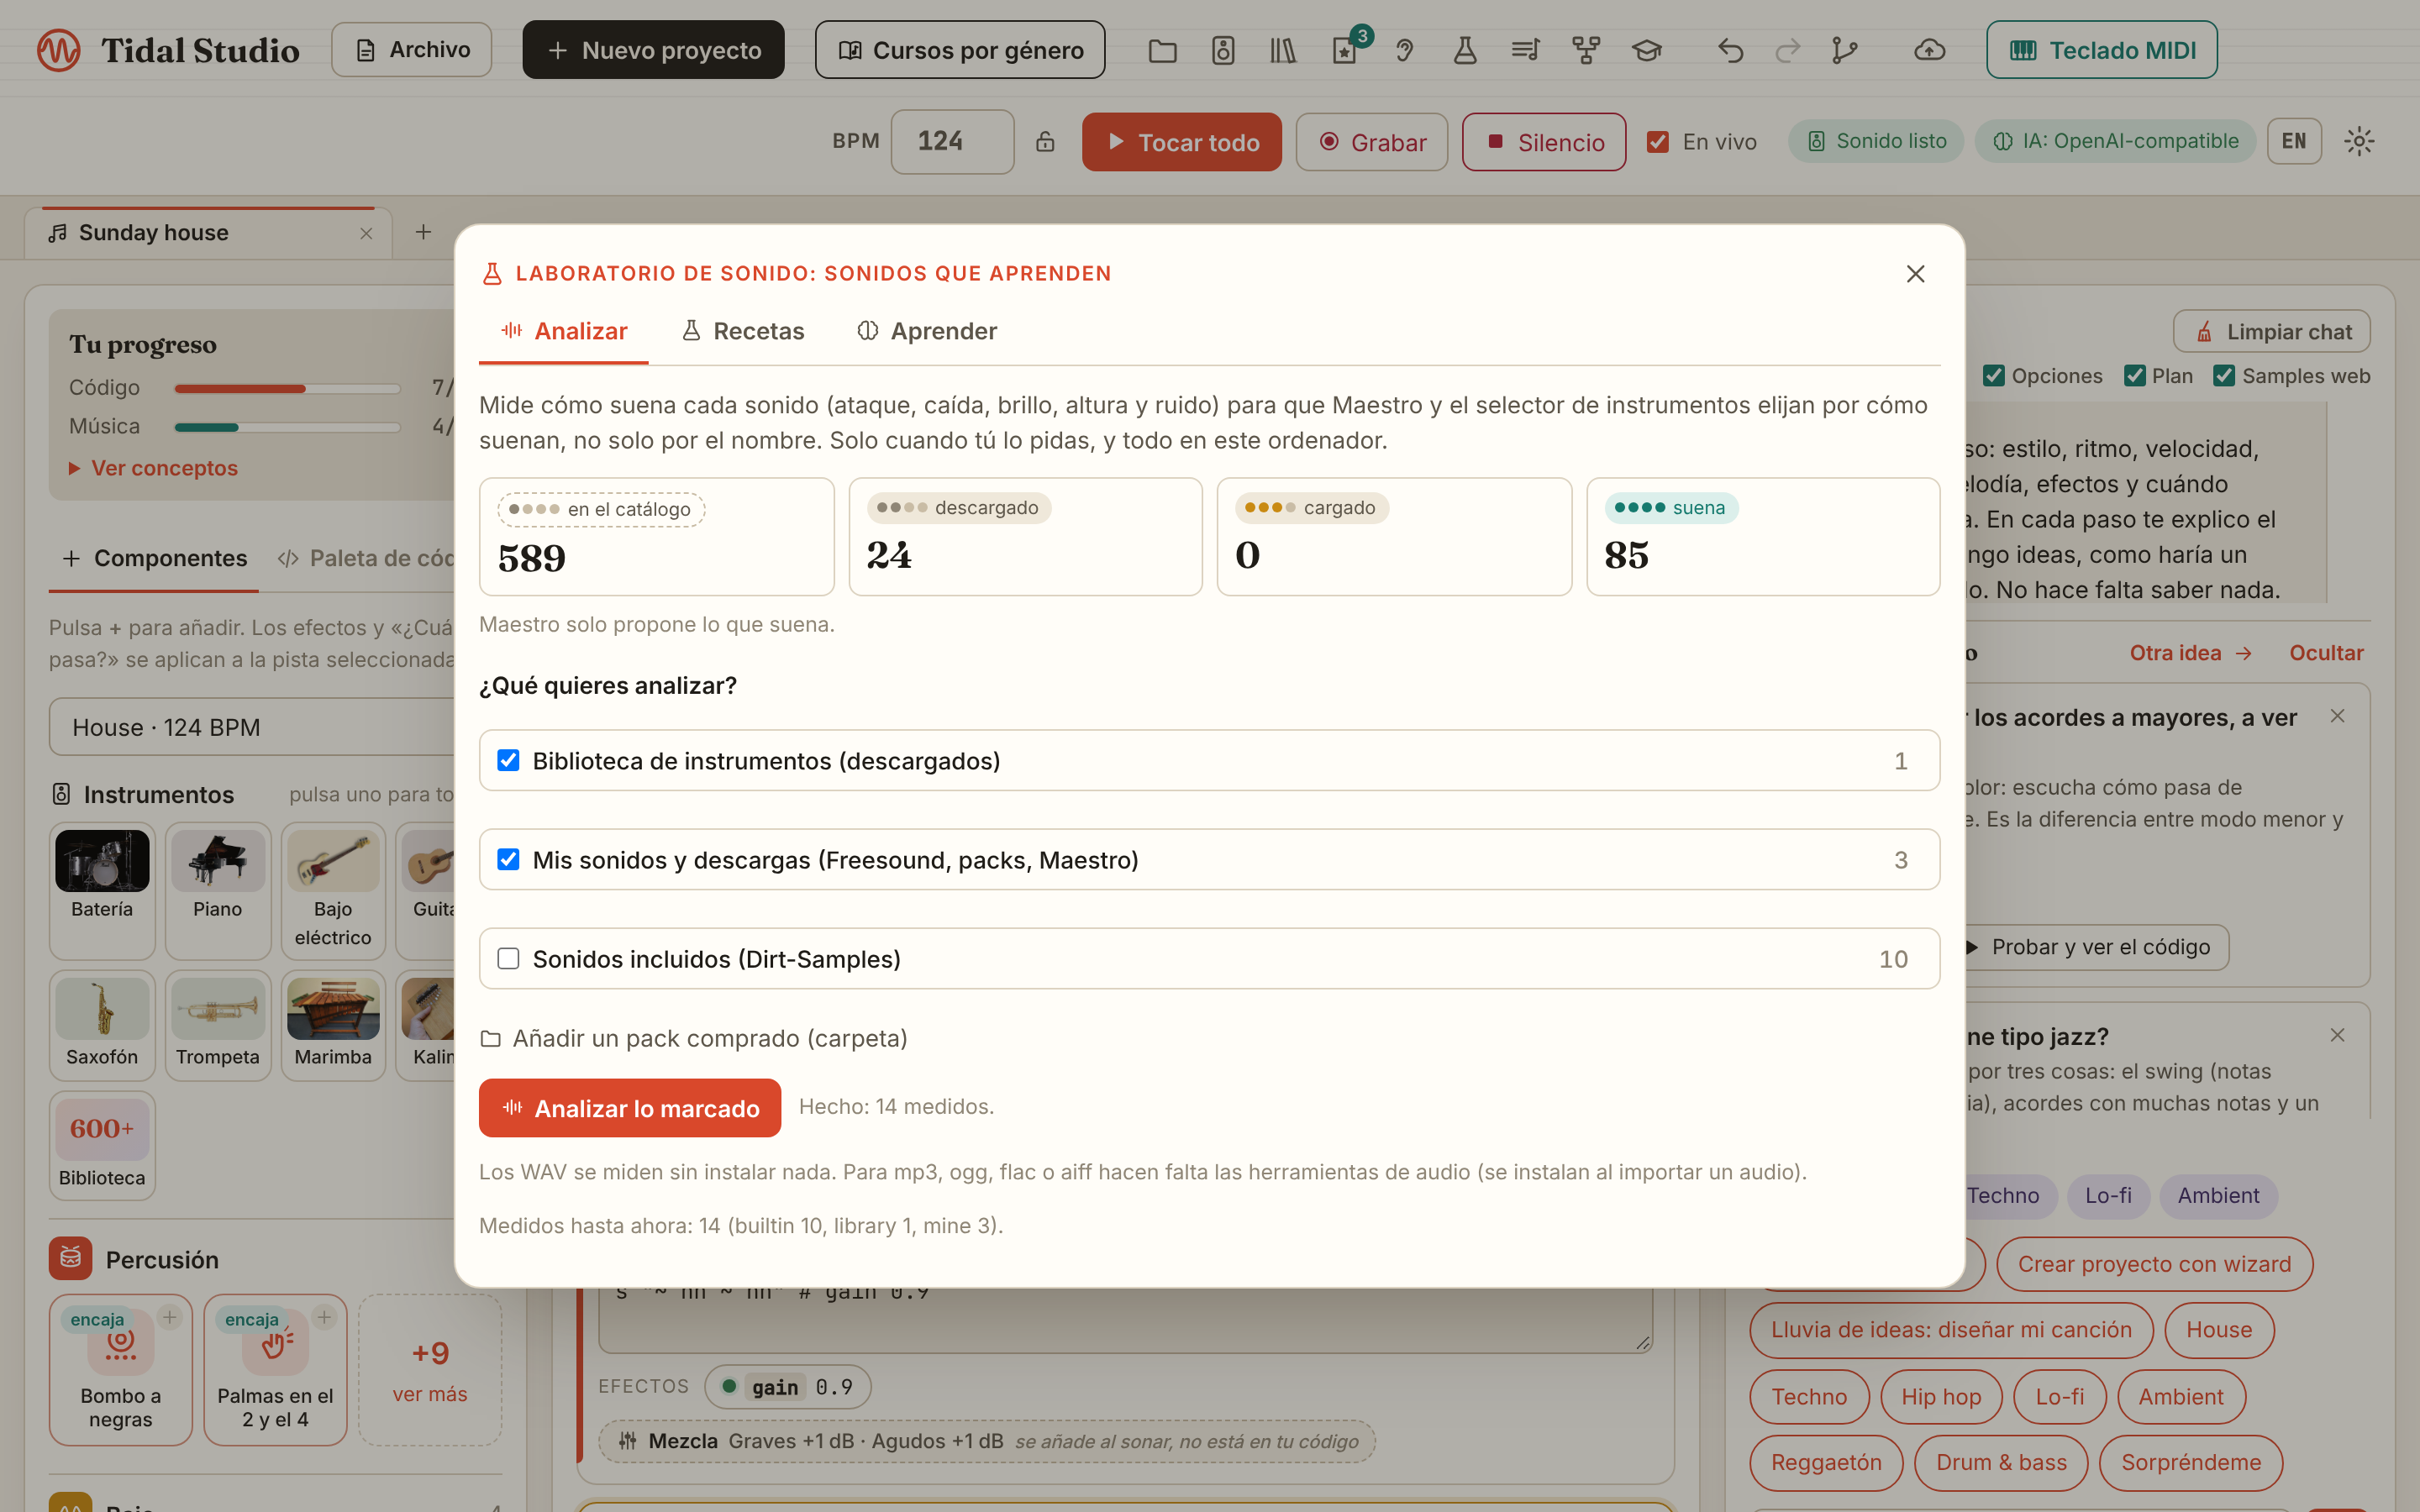 Tidal Studio
Archivo
Nuevo proyecto
Cursos por género
3
Teclado MIDI
BPM
124
Tocar todo
Grabar
Silencio
En vivo
Sonido listo
IA: OpenAI-compatible
EN
Sunday house
LABORATORIO DE SONIDO: SONIDOS QUE APRENDEN
Analizar
Recetas
Aprender
Mide cómo suena cada sonido (ataque, caída, brillo, altura y ruido) para que Maestro y el selector de instrumentos elijan por cómo
suenan, no solo por el nombre. Solo cuando tú lo pidas, y todo en este ordenador.
en el catálogo
589
descargado
24
cargado
0
suena
85
Maestro solo propone lo que suena.
¿Qué quieres analizar?
Biblioteca de instrumentos (descargados)
1
Mis sonidos y descargas (Freesound, packs, Maestro)
3
Sonidos incluidos (Dirt-Samples)
10
Añadir un pack comprado (carpeta)
Analizar lo marcado
Hecho: 14 medidos.
Los WAV se miden sin instalar nada. Para mp3, ogg, flac o aiff hacen falta las herramientas de audio (se instalan al importar un audio).
Medidos hasta ahora: 14 (builtin 10, library 1, mine 3).
Tu progreso
Código
7/
Música
4/
Ver conceptos
Componentes
Paleta de cód
Pulsa + para añadir. Los efectos y «¿Cuá
pasa?» se aplican a la pista seleccionada
House · 124 BPM
Instrumentos
pulsa uno para to
Batería
Piano
Bajo
eléctrico
Guita
Saxofón
Trompeta
Marimba
Kalin
600+
Biblioteca
Percusión
encaja
Bombo a
negras
encaja
Palmas en el
2 y el 4
+9
ver más
EFECTOS
gain 0.9
Mezcla Graves +1 dB · Agudos +1 dB se añade al sonar, no está en tu código
Limpiar chat
Opciones
Plan
Samples web
so: estilo, ritmo, velocidad,
elodía, efectos y cuándo
a. En cada paso te explico el
ngo ideas, como haría un
lo. No hace falta saber nada.
o
Otra idea →
Ocultar
los acordes a mayores, a ver
olor: escucha cómo pasa de
e. Es la diferencia entre modo menor y
Probar y ver el código
ne tipo jazz?
por tres cosas: el swing (notas
ia), acordes con muchas notas y un
Techno
Lo-fi
Ambient
Crear proyecto con wizard
Lluvia de ideas: diseñar mi canción
House
Techno
Hip hop
Lo-fi
Ambient
Reggaetón
Drum & bass
Sorpréndeme